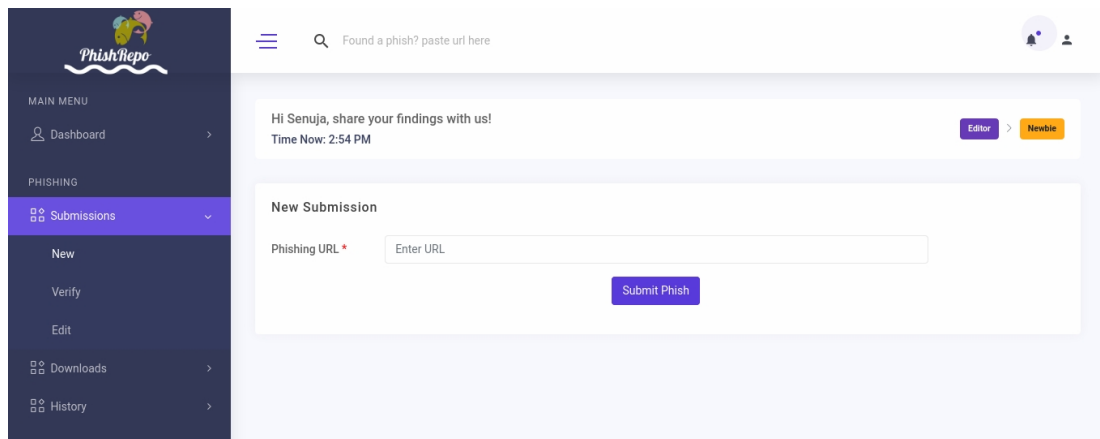 PhishRepo
Found a phish? paste url here
MAIN MENU
Dashboard
PHISHING
Submissions
New
Verify
Edit
Downloads
History
Hi Senuja, share your findings with us!
Time Now: 2:54 PM
Editor > Newbie
New Submission
Phishing URL * Enter URL
Submit Phish